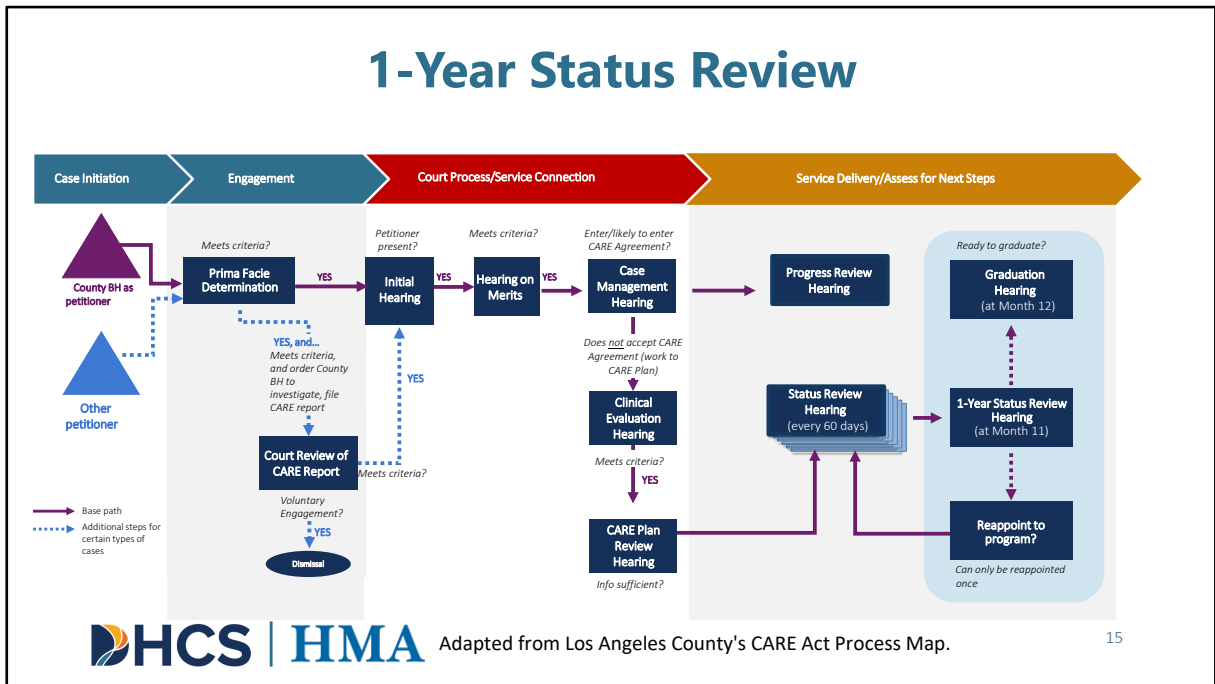 1-Year Status Review
Case Initiation
Engagement
Court Process/Service Connection
Service Delivery/Assess for Next Steps
County BH as
petitioner
Other
petitioner
Meets criteria?
Prima Facie
Determination
YES
YES, and...
Meets criteria,
and order County
BH to
investigate, file
CARE report
Court Review of
CARE Report
Meets criteria?
YES
Voluntary
Engagement?
YES
Dismissal
Petitioner
present?
Initial
Hearing
YES
Meets criteria?
Hearing on
Merits
YES
Enter/likely to enter
CARE Agreement?
Case
Management
Hearing
Does not accept CARE
Agreement (work to
CARE Plan)
Clinical
Evaluation
Hearing
Meets criteria?
YES
CARE Plan
Review
Hearing
Info sufficient?
Progress Review
Hearing
Status Review
Hearing
(every 60 days)
Ready to graduate?
Graduation
Hearing
(at Month 12)
1-Year Status Review
Hearing
(at Month 11)
Reappoint to
program?
Can only be reappointed
once
Base path
Additional steps for
certain types of
cases
DHCS | HMA
Adapted from Los Angeles County's CARE Act Process Map.
15